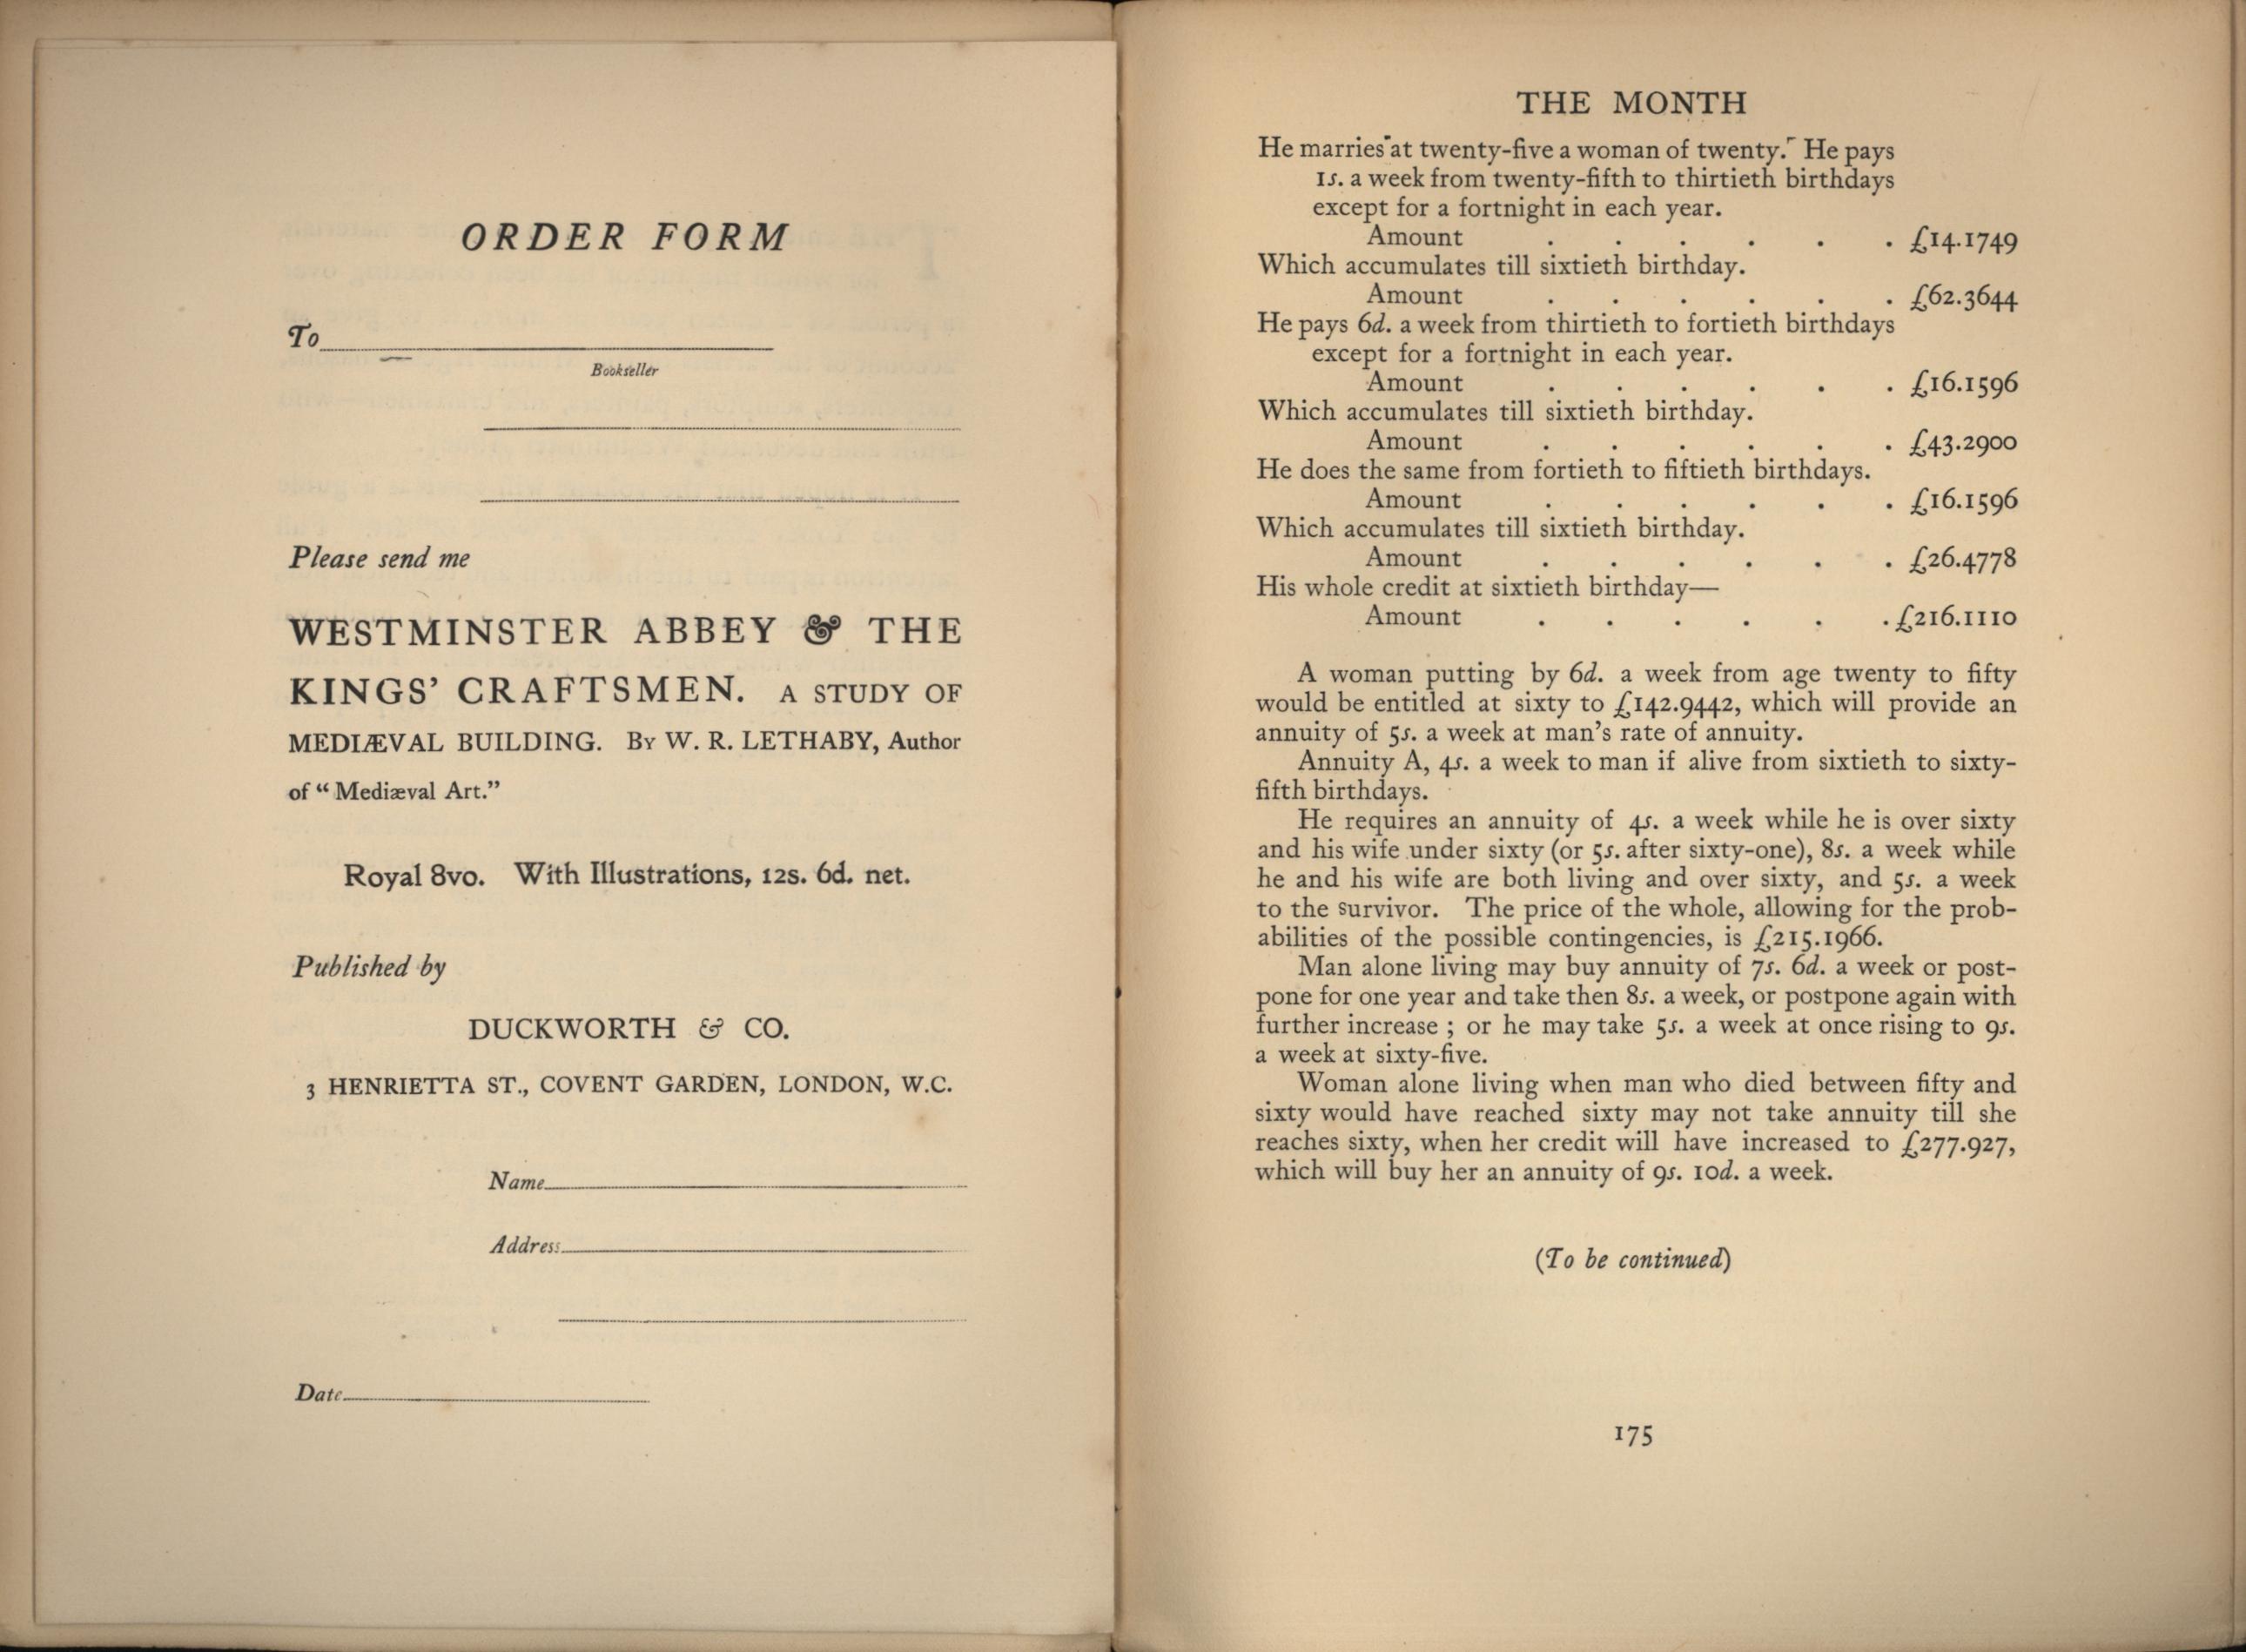 ORDER FORM
To
Bookseller
Please send me
WESTMINSTER ABBEY & THE
KINGS' CRAFTSMEN. A STUDY OF
MEDIÆVAL BUILDING. By W. R. LETHABY, Author
of "Mediæval Art."
Royal 8vo. With Illustrations, 12s. 6d. net.
Published by
DUCKWORTH & CO.
3 HENRIETTA ST., COVENT GARDEN, LONDON, W.C.
Name
Address
Date
THE MONTH
He marries at twenty-five a woman of twenty. He pays
1s. a week from twenty-fifth to thirtieth birthdays
except for a fortnight in each year.
Amount . . . . . . £14.1749
Which accumulates till sixtieth birthday.
Amount . . . . . . £62.3644
He pays 6d. a week from thirtieth to fortieth birthdays
except for a fortnight in each year.
Amount . . . . . . £16.1596
Which accumulates till sixtieth birthday.
Amount . . . . . . £43.2900
He does the same from fortieth to fiftieth birthdays.
Amount . . . . . . £16.1596
Which accumulates till sixtieth birthday.
Amount . . . . . . £26.4778
His whole credit at sixtieth birthday—
Amount . . . . . . £216.1110
A woman putting by 6d. a week from age twenty to fifty
would be entitled at sixty to £142.9442, which will provide an
annuity of 5s. a week at man's rate of annuity.
Annuity A, 4s. a week to man if alive from sixtieth to sixty-
fifth birthdays.
He requires an annuity of 4s. a week while he is over sixty
and his wife under sixty (or 5s. after sixty-one), 8s. a week while
he and his wife are both living and over sixty, and 5s. a week
to the survivor. The price of the whole, allowing for the prob-
abilities of the possible contingencies, is £215.1966.
Man alone living may buy annuity of 7s. 6d. a week or post-
pone for one year and take then 8s. a week, or postpone again with
further increase ; or he may take 5s. a week at once rising to 9s.
a week at sixty-five.
Woman alone living when man who died between fifty and
sixty would have reached sixty may not take annuity till she
reaches sixty, when her credit will have increased to £277.927,
which will buy her an annuity of 9s. 10d. a week.
(To be continued)
175